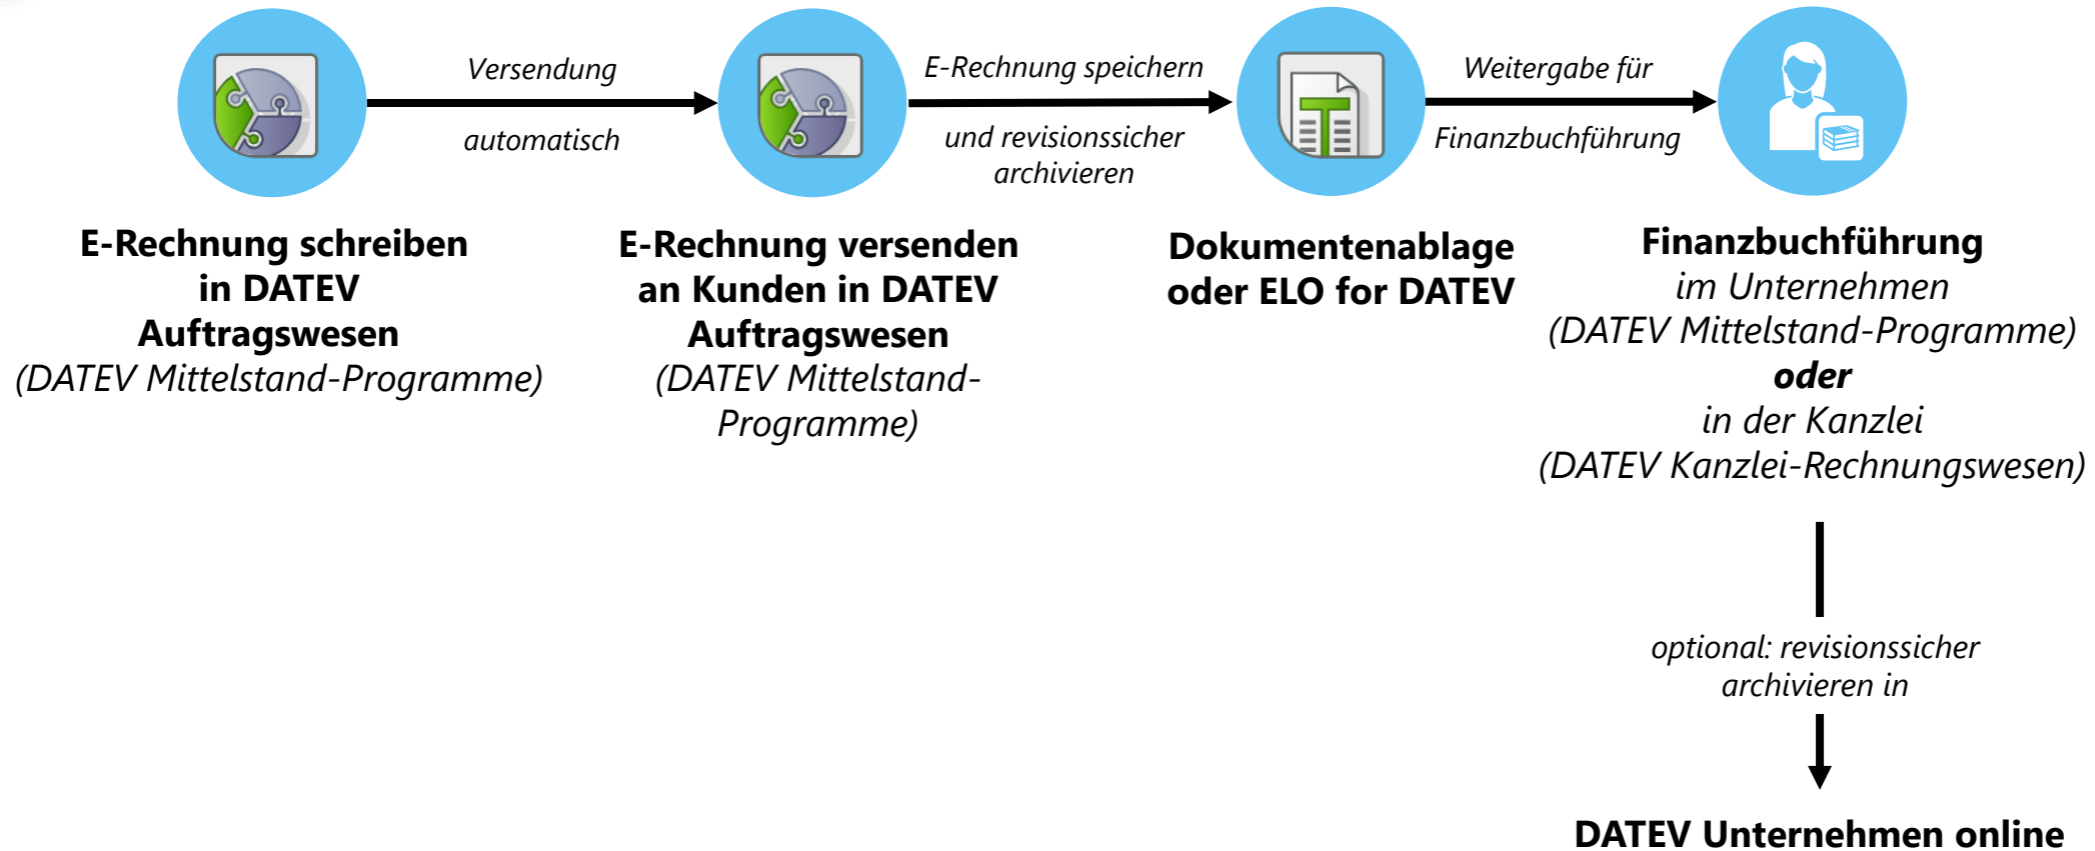 Versendung
automatisch
E-Rechnung speichern
und revisionssicher
archivieren
Weitergabe für
Finanzbuchführung
E-Rechnung schreiben
in DATEV
Auftragswesen
(DATEV Mittelstand-Programme)
E-Rechnung versenden
an Kunden in DATEV
Auftragswesen
(DATEV Mittelstand-
Programme)
Dokumentenablage
oder ELO for DATEV
Finanzbuchführung
im Unternehmen
(DATEV Mittelstand-Programme)
oder
in der Kanzlei
(DATEV Kanzlei-Rechnungswesen)
optional: revisionssicher
archivieren in
DATEV Unternehmen online